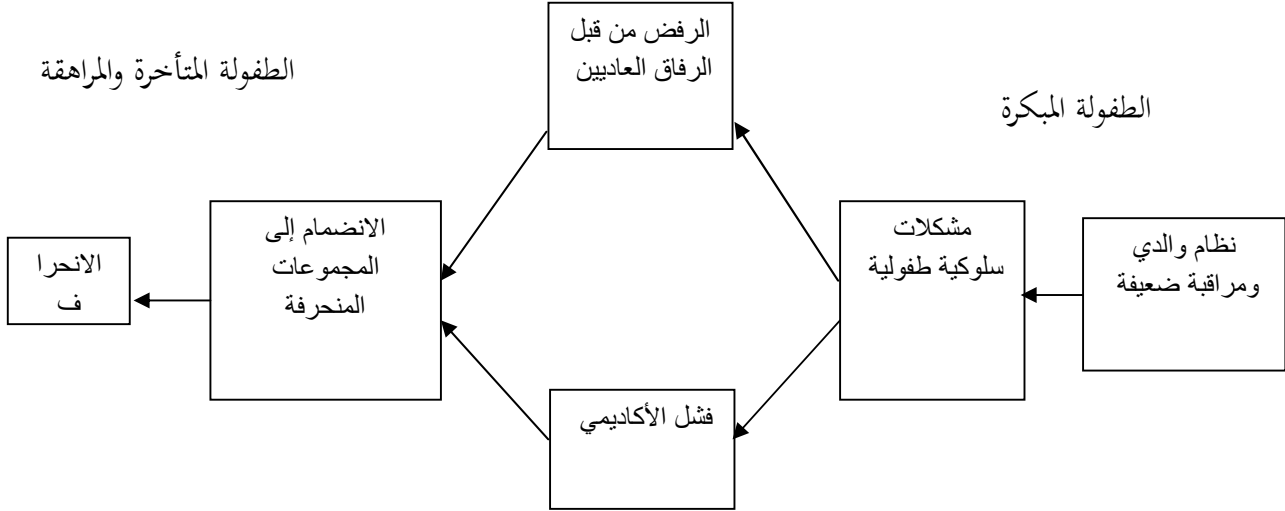 الطفولة المبكرة
الطفولة المتأخرة والمراهقة
نظام والدي
ومراقبة ضعيفة
مشكلات
سلوكية طفولية
الرفض من قبل
الرفاق العاديين
فشل الأكاديمي
الانضمام إلى
المجموعات
المنحرفة
الانحرا
ف